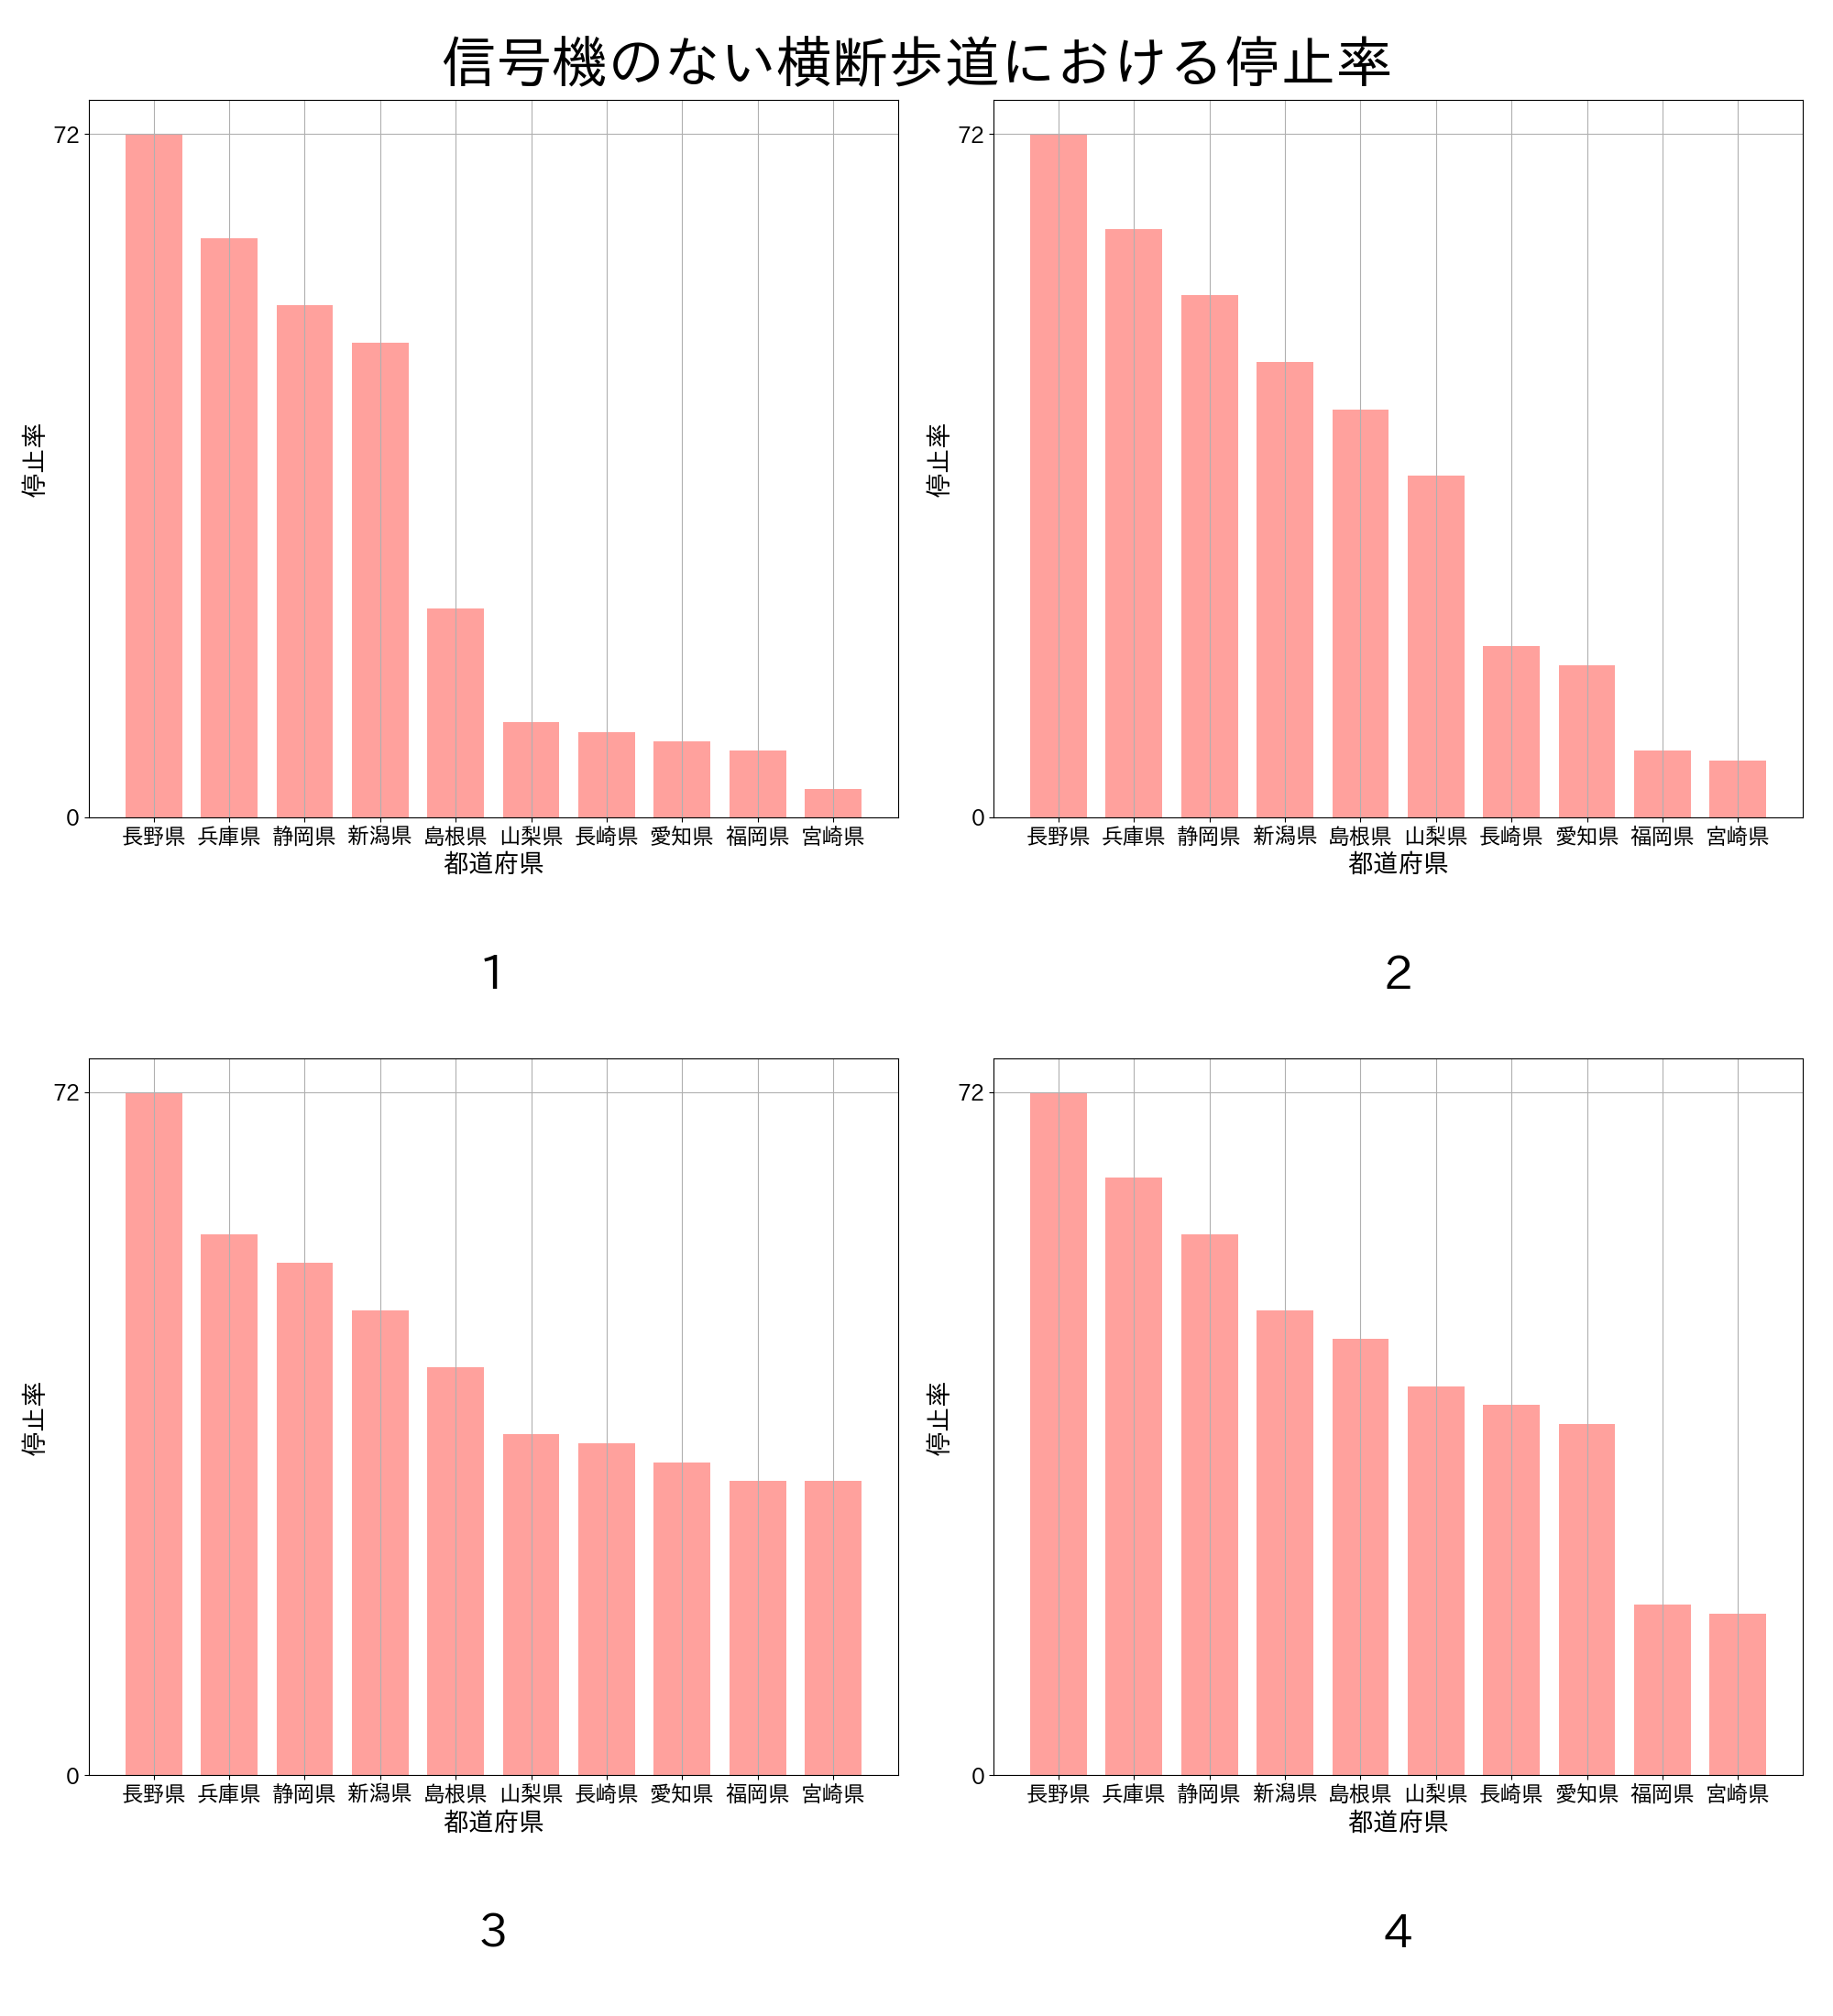 信号機のない横断歩道における停止率
72
0
停止率
長野県 兵庫県 静岡県 新潟県 島根県 山梨県 長崎県 愛知県 福岡県 宮崎県
都道府県
1
72
0
停止率
長野県 兵庫県 静岡県 新潟県 島根県 山梨県 長崎県 愛知県 福岡県 宮崎県
都道府県
2
72
0
停止率
長野県 兵庫県 静岡県 新潟県 島根県 山梨県 長崎県 愛知県 福岡県 宮崎県
都道府県
3
72
0
停止率
長野県 兵庫県 静岡県 新潟県 島根県 山梨県 長崎県 愛知県 福岡県 宮崎県
都道府県
4